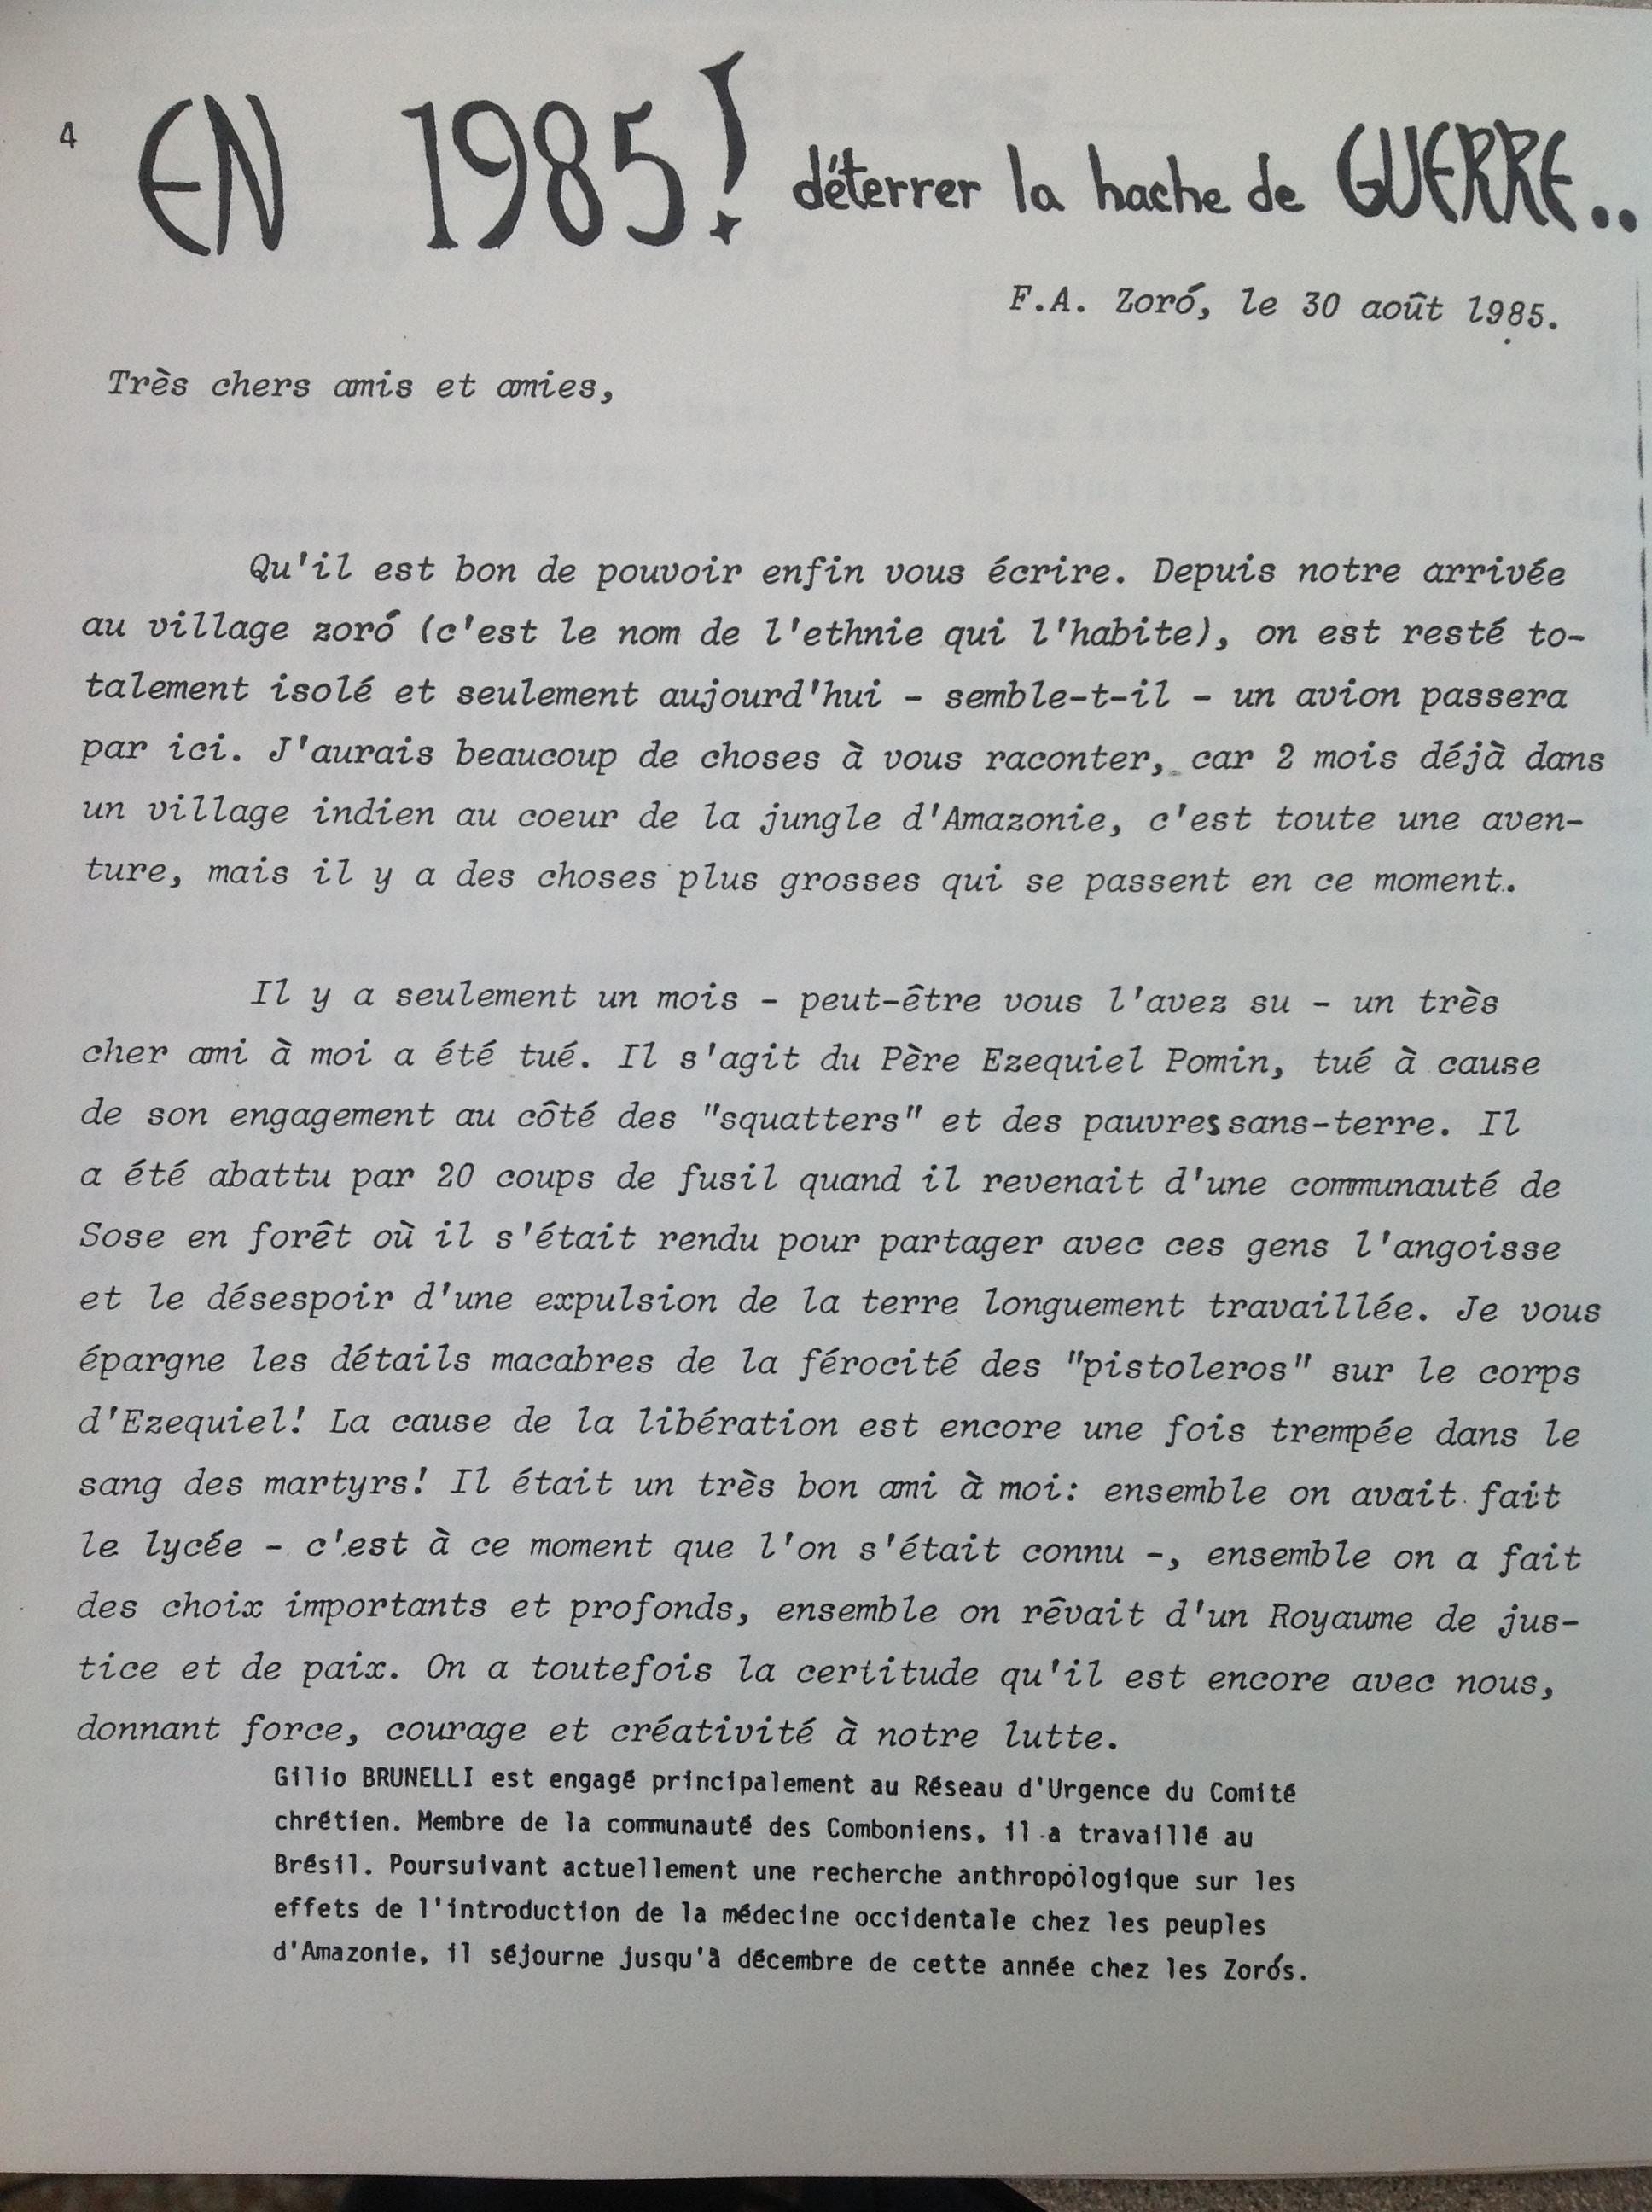 4
EN 1985! déterrer la hache de GUERRE..
F.A. Zoró, le 30 août 1985.
Très chers amis et amies,
Qu'il est bon de pouvoir enfin vous écrire. Depuis notre arrivée
au village zoró (c'est le nom de l'ethnie qui l'habite), on est resté to-
talement isolé et seulement aujourd'hui - semble-t-il - un avion passera
par ici. J'aurais beaucoup de choses à vous raconter, car 2 mois déjà dans
un village indien au coeur de la jungle d'Amazonie, c'est toute une aven-
ture, mais il y a des choses plus grosses qui se passent en ce moment.
Il y a seulement un mois - peut-être vous l'avez su - un très
cher ami à moi a été tué. Il s'agit du Père Ezequiel Pomin, tué à cause
de son engagement au côté des "squatters" et des pauvres sans-terre. Il
a été abattu par 20 coups de fusil quand il revenait d'une communauté de
Sose en forêt où il s'était rendu pour partager avec ces gens l'angoisse
et le désespoir d'une expulsion de la terre longuement travaillée. Je vous
épargne les détails macabres de la férocité des "pistoleros" sur le corps
d'Ezequiel! La cause de la libération est encore une fois trempée dans le
sang des martyrs! Il était un très bon ami à moi: ensemble on avait fait
le lycée - c'est à ce moment que l'on s'était connu -, ensemble on a fait
des choix importants et profonds, ensemble on rêvait d'un Royaume de jus-
tice et de paix. On a toutefois la certitude qu'il est encore avec nous,
donnant force, courage et créativité à notre lutte.
Gilio BRUNELLI est engagé principalement au Réseau d'Urgence du Comité
chrétien. Membre de la communauté des Comboniens, il a travaillé au
Brésil. Poursuivant actuellement une recherche anthropologique sur les
effets de l'introduction de la médecine occidentale chez les peuples
d'Amazonie, il séjourne jusqu'à décembre de cette année chez les Zorós.